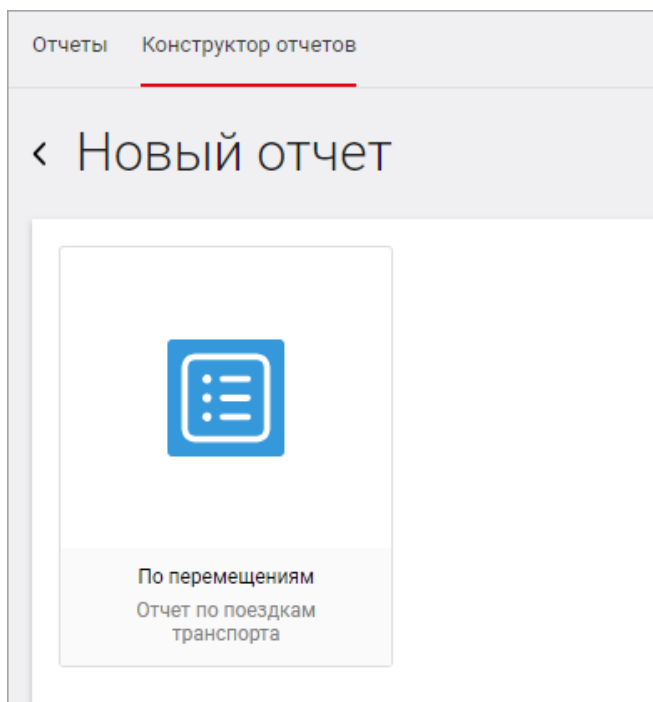 Отчеты Конструктор отчетов
Новый отчет
По перемещениям
Отчет по поездкам
транспорта